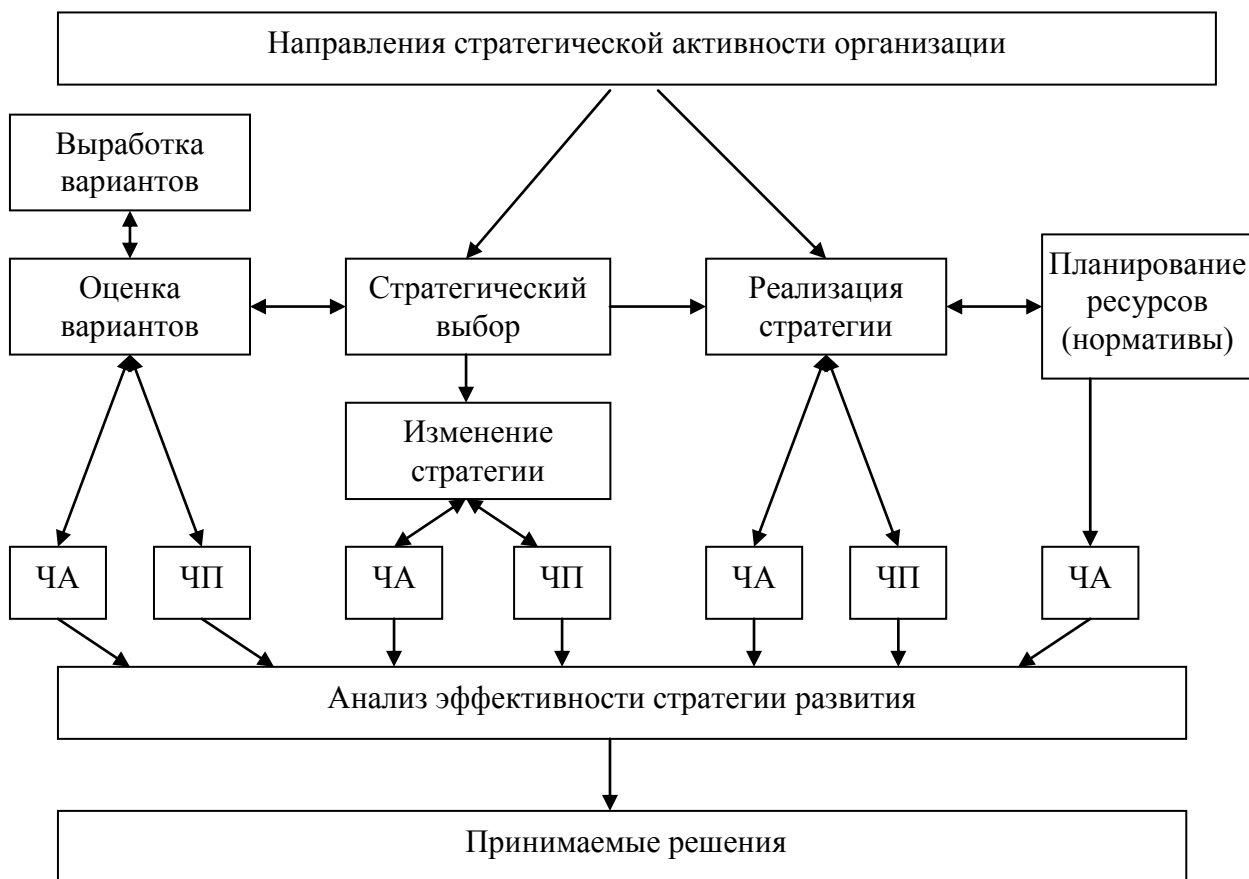 Направления стратегической активности организации
Выработка
вариантов
Оценка
вариантов
Стратегический
выбор
Реализация
стратегии
Планирование
ресурсов
(нормативы)
Изменение
стратегии
ЧА
ЧП
ЧА
ЧП
ЧА
ЧП
ЧА
Анализ эффективности стратегии развития
Принимаемые решения